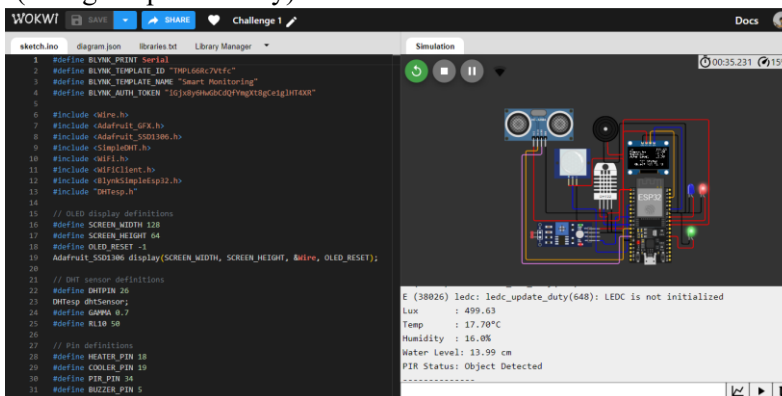 WOKWI SAVE SHARE Challenge 1 Docs
sketch.ino diagram.json libraries.txt Library Manager
1 #define BLYNK_PRINT Serial
2 #define BLYNK_TEMPLATE_ID "TMPL66Rc7Vtfc"
3 #define BLYNK_TEMPLATE_NAME "Smart Monitoring"
4 #define BLYNK_AUTH_TOKEN "iGjx8y6HwGbCdQfYmgXt8gCe1glHT4XR"
5
6 #include <Wire.h>
7 #include <Adafruit_GFX.h>
8 #include <Adafruit_SSD1306.h>
9 #include <SimpleDHT.h>
10 #include <WiFi.h>
11 #include <WiFiClient.h>
12 #include <BlynkSimpleEsp32.h>
13 #include "DHTesp.h"
14
15 // OLED display definitions
16 #define SCREEN_WIDTH 128
17 #define SCREEN_HEIGHT 64
18 #define OLED_RESET -1
19 Adafruit_SSD1306 display(SCREEN_WIDTH, SCREEN_HEIGHT, &Wire, OLED_RESET);
20
21 // DHT sensor definitions
22 #define DHTPIN 26
23 DHTesp dhtSensor;
24 #define GAMMA 0.7
25 #define RL10 50
26
27 // Pin definitions
28 #define HEATER_PIN 18
29 #define COOLER_PIN 19
30 #define PIR_PIN 34
31 #define BUZZER_PIN 5
Simulation
00:35.231
ESP32
E (38026) ledc: ledc_update_duty(648): LEDC is not initialized
Lux : 499.63
Temp : 17.70°C
Humidity : 16.0%
Water Level: 13.99 cm
PIR Status: Object Detected
--------------